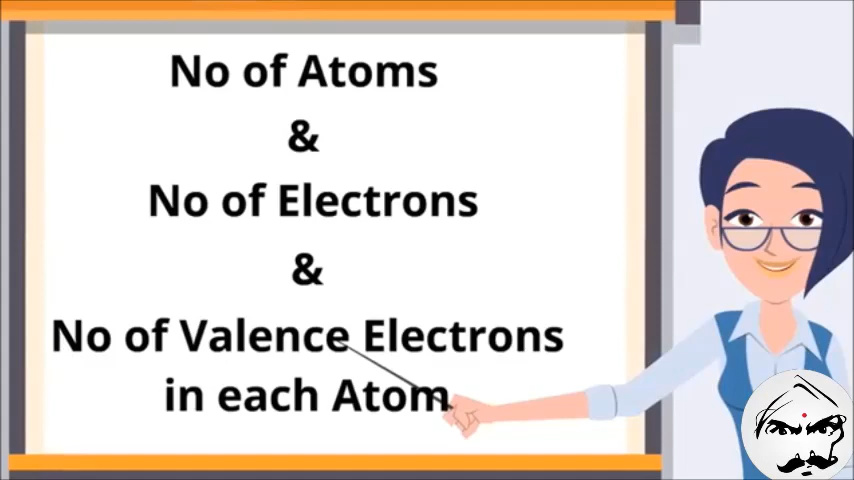 No of Atoms
&
No of Electrons
&
No of Valence Electrons
in each Atom